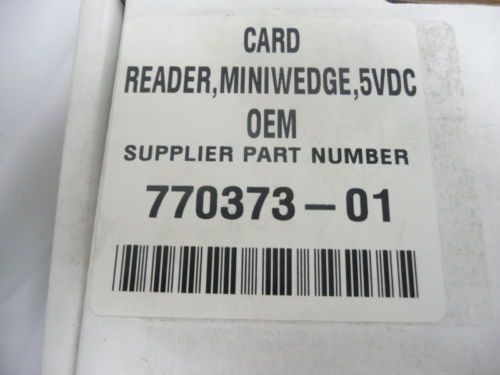 CARD
READER,MINIWEDGE,5VDC
OEM
SUPPLIER PART NUMBER
770373-01